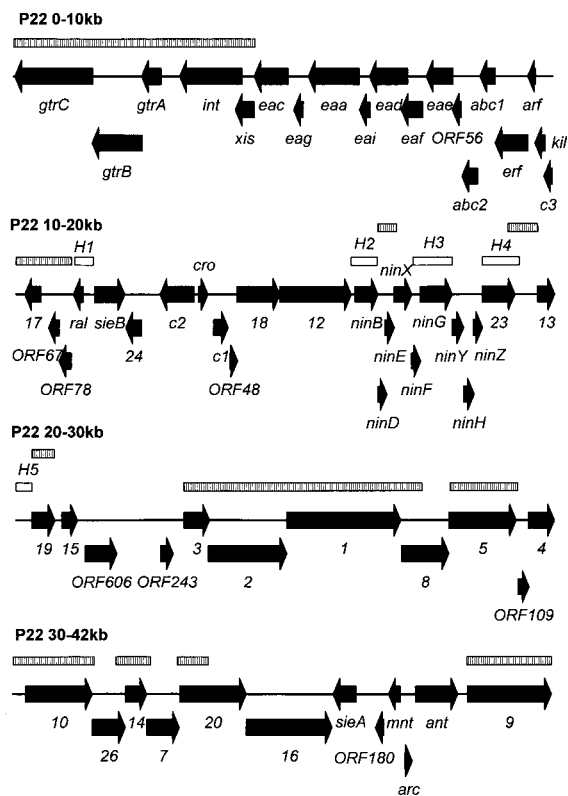 P22 0-10kb
gtrC gtrA int eac eaa ead eae abc1 arf
xis eag eai eaf ORF56 kil
gtrB erf
abc2 c3
P22 10-20kb
H1 H2 ninX H3 H4
cro
17 ral sieB c2 18 12 ninB ninG 23 13
ORF67 24 c1 ninE ninY ninZ
ORF78 ORF48 ninF
ninD ninH
P22 20-30kb
H5
19 15 3 1 5 4
ORF606 ORF243 2 8
ORF109
P22 30-42kb
10 14 20 sieA mnt ant 9
26 7 16 ORF180
arc